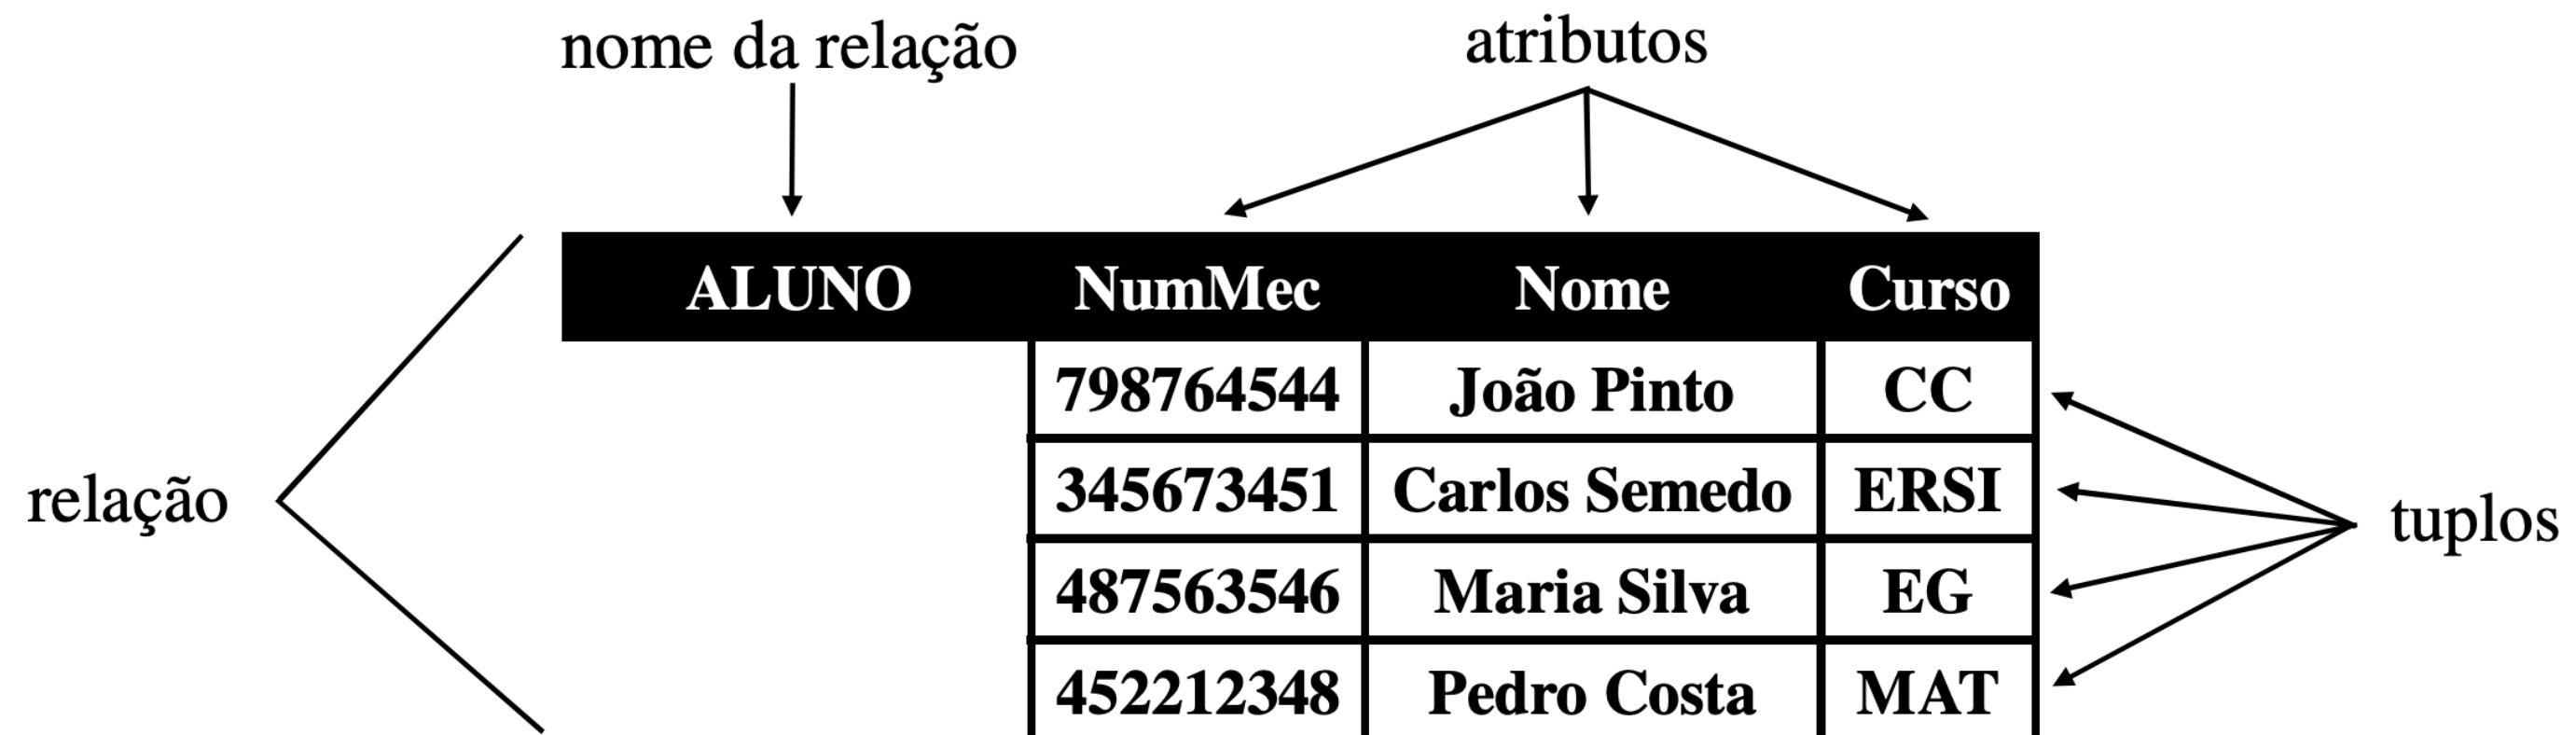 nome da relação
atributos
ALUNO NumMec Nome Curso
798764544 João Pinto CC
345673451 Carlos Semedo ERSI
relação
tuplos
487563546 Maria Silva EG
452212348 Pedro Costa MAT